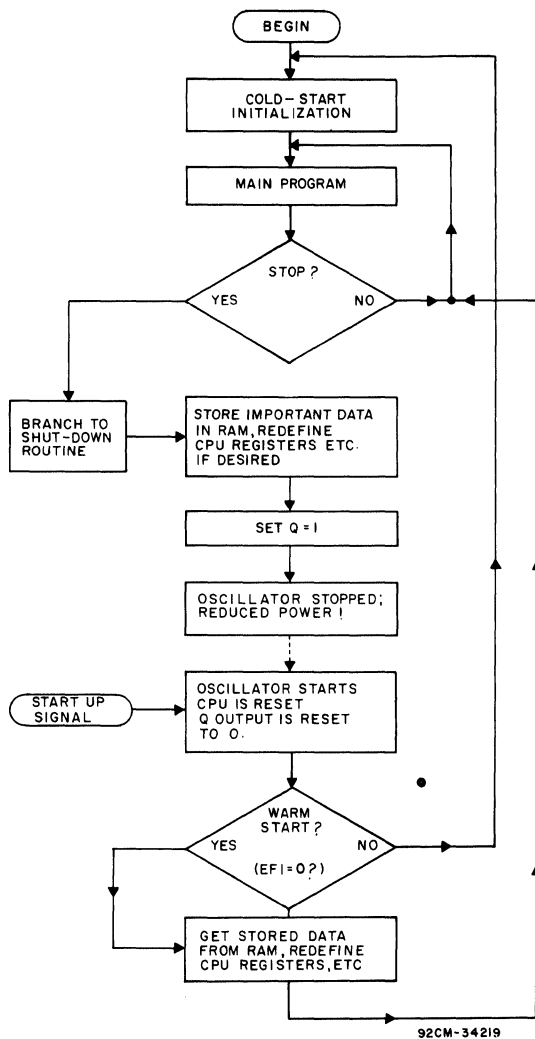 BEGIN
COLD-START
INITIALIZATION
MAIN PROGRAM
STOP?
YES
NO
BRANCH TO
SHUT-DOWN
ROUTINE
STORE IMPORTANT DATA
IN RAM, REDEFINE
CPU REGISTERS ETC.
IF DESIRED
SET Q=1
OSCILLATOR STOPPED;
REDUCED POWER!
START UP
SIGNAL
OSCILLATOR STARTS
CPU IS RESET
Q OUTPUT IS RESET
TO 0.
WARM
START?
YES
NO
(EF1=0?)
GET STORED DATA
FROM RAM, REDEFINE
CPU REGISTERS, ETC
92CM-34219